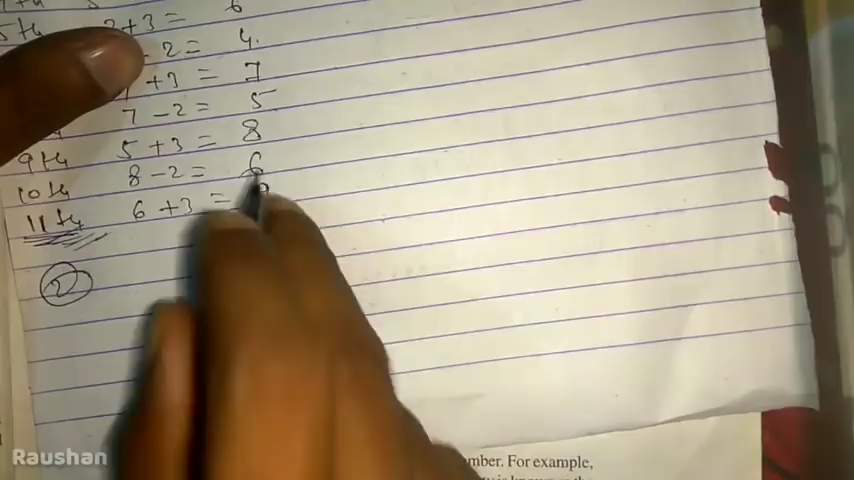 3+3= 6
2= 4.
+3 = 7
7-2= 5
9th 5+3= 8
10th 8-2= 6
11th 6+3=
2
Raushan
mber. For example,